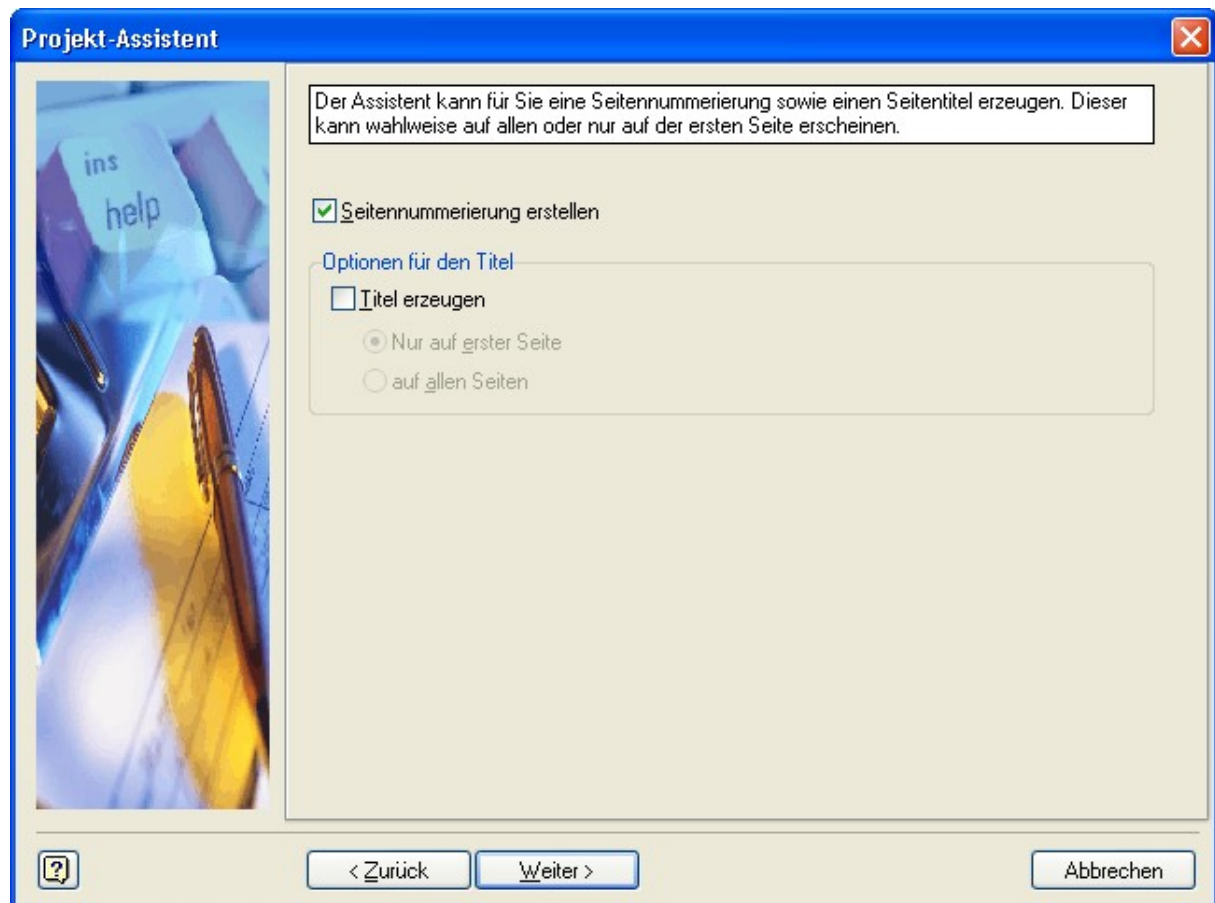 Projekt-Assistent
ins
help
Der Assistent kann für Sie eine Seitennummerierung sowie einen Seitentitel erzeugen. Dieser
kann wahlweise auf allen oder nur auf der ersten Seite erscheinen.
Seitennummerierung erstellen
Optionen für den Titel
Titel erzeugen
Nur auf erster Seite
auf allen Seiten
?
< Zurück
Weiter >
Abbrechen